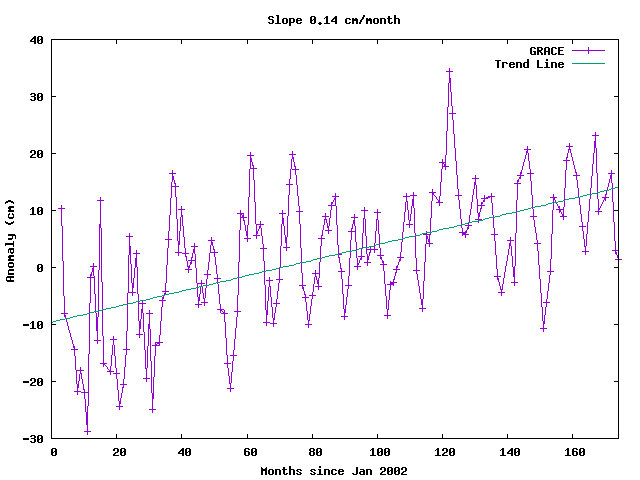 Slope 0.14 cm/month
GRACE
Trend Line
40
30
20
10
0
-10
-20
-30
Anomaly (cm)
0 20 40 60 80 100 120 140 160
Months since Jan 2002